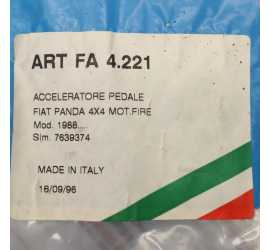 ART FA 4.221
ACCELERATORE PEDALE
FIAT PANDA 4X4 MOT.FIRE
Mod. 1988....
Sim. 7639374
MADE IN ITALY
16/09/96